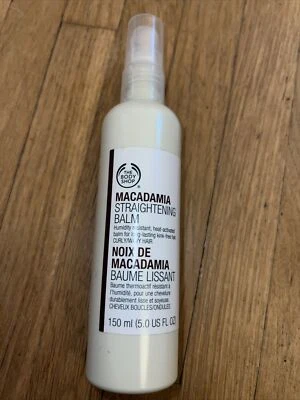 THE
BODY
SHOP
MACADAMIA
STRAIGHTENING
BALM
Humidity resistant, heat-activated
balm for long-lasting kink-free hair
CURLY/WAVY HAIR
NOIX DE
MACADAMIA
BAUME LISSANT
Baume thermoactif résistant à
l'humidité, pour une chevelure
durablement lisse et soyeuse.
CHEVEUX BOUCLÉS/ONDULÉS
150 ml (5.0 US FL OZ)